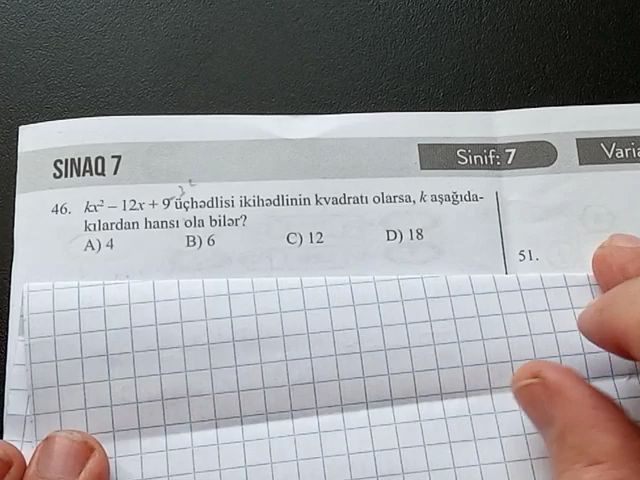 SINAQ 7
Sinif: 7
46. kx² – 12x + 9 üçhədlisi ikihədlinin kvadratı olarsa, k aşağıda-
kılardan hansı ola bilər?
A) 4 B) 6 C) 12 D) 18
51.